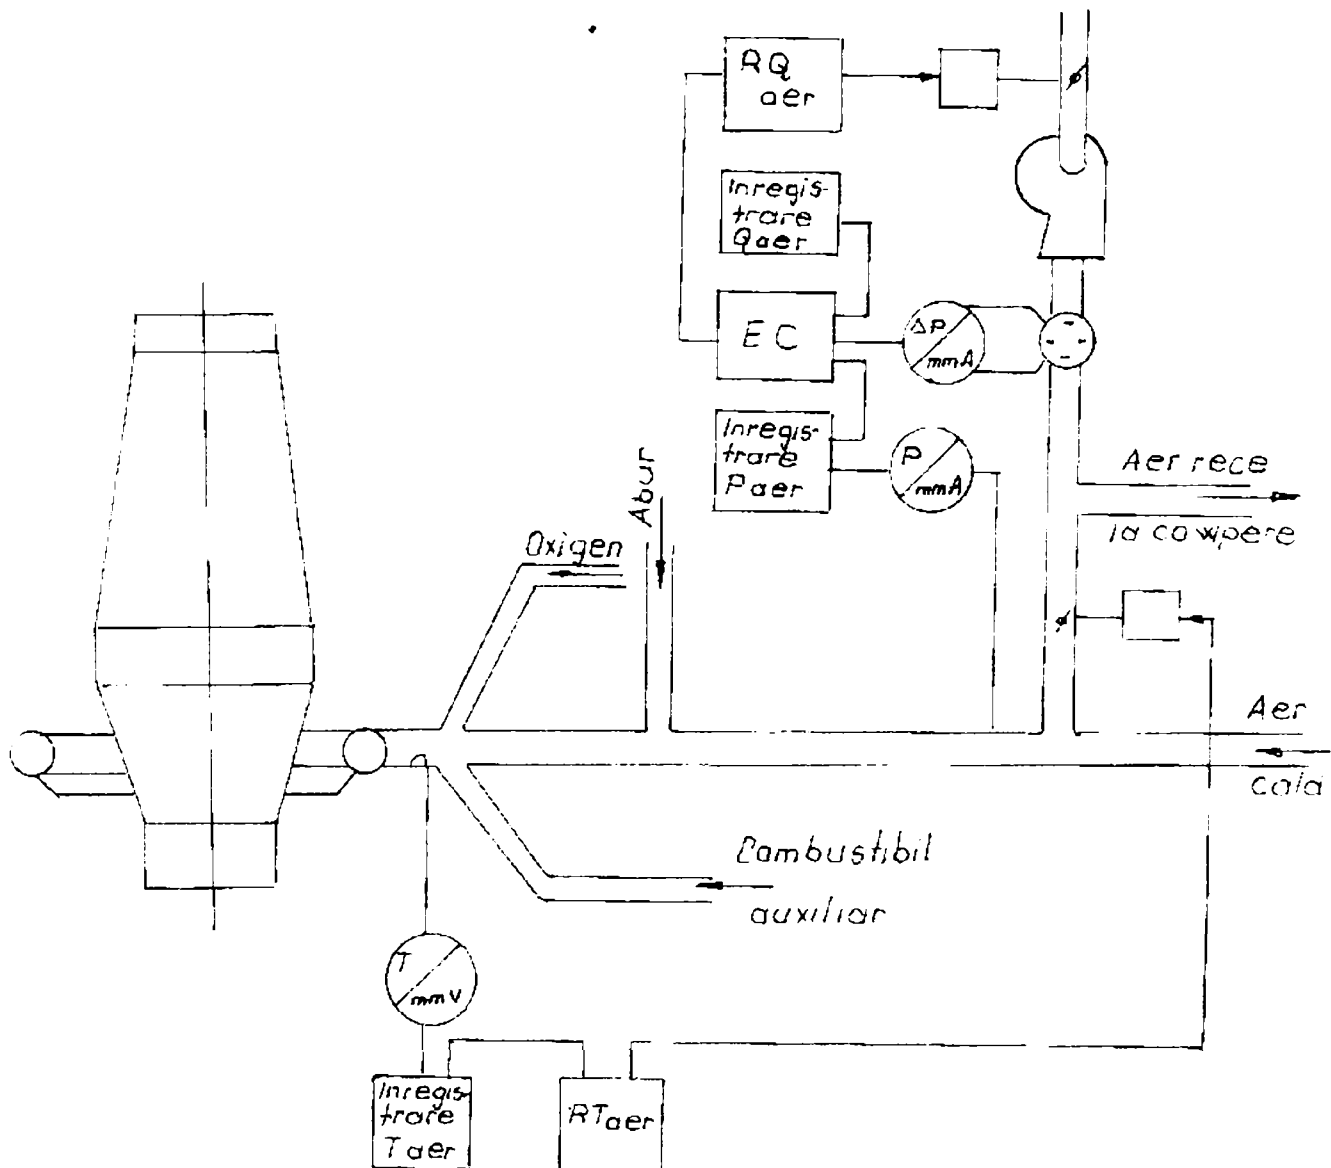 RQ
aer
Inregis-
trare
Qaer
EC
ΔP
mmA
Inregis-
trare
Paer
P
mmA
Abur
Oxigen
Aer rece
la cowpere
Aer
cald
Combustibil
auxiliar
T
mmV
Inregis-
trare
Taer
RTaer